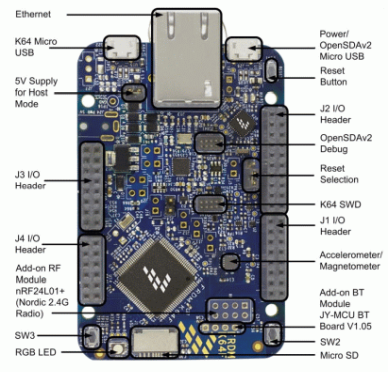 Ethernet
K64 Micro
USB
Power/
OpenSDAv2
Micro USB
5V Supply
for Host
Mode
Reset
Button
J2 I/O
Header
OpenSDAv2
Debug
J3 I/O
Header
Reset
Selection
K64 SWD
J1 I/O
Header
J4 I/O
Header
Accelerometer/
Magnetometer
Add-on RF
Module
nRF24L01+
(Nordic 2.4G
Radio)
Add-on BT
Module
JY-MCU BT
Board V1.05
SW3
SW2
RGB LED
Micro SD